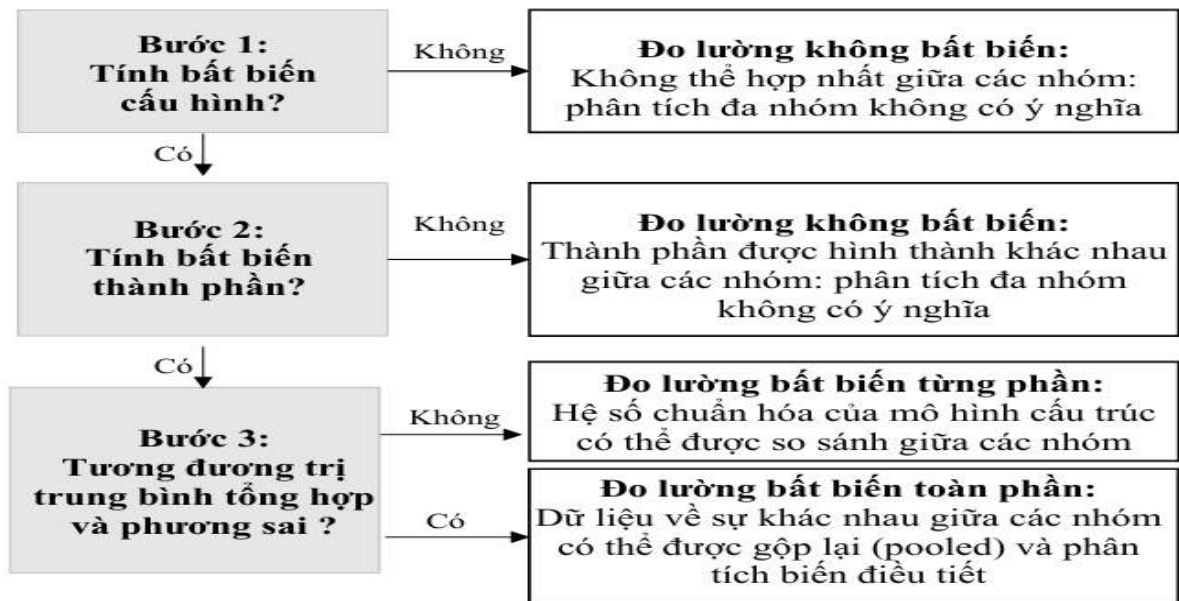 Bước 1:
Tính bất biến
cấu hình?
Không
Đo lường không bất biến:
Không thể hợp nhất giữa các nhóm:
phân tích đa nhóm không có ý nghĩa
Có
Bước 2:
Tính bất biến
thành phần?
Không
Đo lường không bất biến:
Thành phần được hình thành khác nhau
giữa các nhóm: phân tích đa nhóm
không có ý nghĩa
Có
Bước 3:
Tương đương trị
trung bình tổng hợp
và phương sai ?
Không
Đo lường bất biến từng phần:
Hệ số chuẩn hóa của mô hình cấu trúc
có thể được so sánh giữa các nhóm
Có
Đo lường bất biến toàn phần:
Dữ liệu về sự khác nhau giữa các nhóm
có thể được gộp lại (pooled) và phân
tích biến điều tiết